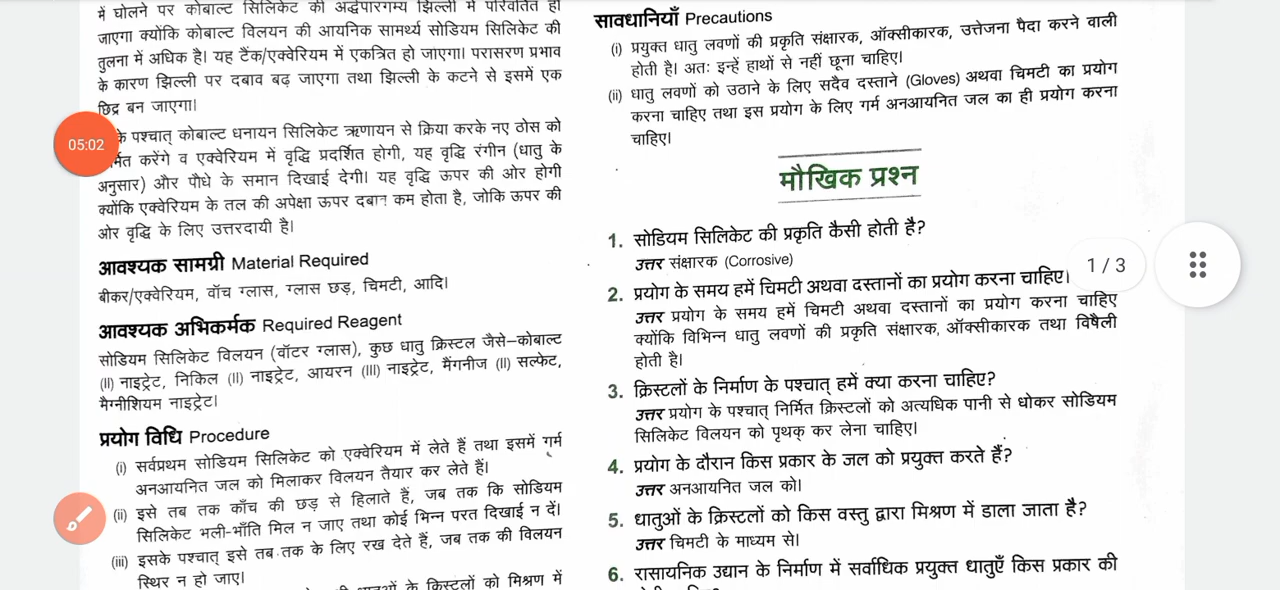 में घोलने पर कोबाल्ट सिलिकेट की अर्द्धपारगम्य झिल्ली में परिवर्तित हो
जाएगा क्योंकि कोबाल्ट विलयन की आयनिक सामर्थ्य सोडियम सिलिकेट की
तुलना में अधिक है। यह टैंक/एक्वेरियम में एकत्रित हो जाएगा। परासरण प्रभाव
के कारण झिल्ली पर दबाव बढ़ जाएगा तथा झिल्ली के कटने से इसमें एक
छिद्र बन जाएगा।
के पश्चात् कोबाल्ट धनायन सिलिकेट ऋणायन से क्रिया करके नए ठोस को
करेंगे व एक्वेरियम में वृद्धि प्रदर्शित होगी, यह वृद्धि रंगीन (धातु के
अनुसार) और पौधे के समान दिखाई देगी। यह वृद्धि ऊपर की ओर होगी
क्योंकि एक्वेरियम के तल की अपेक्षा ऊपर दबाव कम होता है, जोकि ऊपर की
ओर वृद्धि के लिए उत्तरदायी है।
05:02
आवश्यक सामग्री Material Required
बीकर/एक्वेरियम, वॉच ग्लास, ग्लास छड़, चिमटी, आदि।
आवश्यक अभिकर्मक Required Reagent
सोडियम सिलिकेट विलयन (वॉटर ग्लास), कुछ धातु क्रिस्टल जैसे–कोबाल्ट
(II) नाइट्रेट, निकिल (II) नाइट्रेट, आयरन (III) नाइट्रेट, मैंगनीज (II) सल्फेट,
मैग्नीशियम नाइट्रेट।
प्रयोग विधि Procedure
(i) सर्वप्रथम सोडियम सिलिकेट को एक्वेरियम में लेते हैं तथा इसमें गर्म
अनआयनित जल को मिलाकर विलयन तैयार कर लेते हैं।
(ii) इसे तब तक काँच की छड़ से हिलाते हैं, जब तक कि सोडियम
सिलिकेट भली-भाँति मिल न जाए तथा कोई भिन्न परत दिखाई न दें।
(iii) इसके पश्चात् इसे तब तक के लिए रख देते हैं, जब तक की विलयन
स्थिर न हो जाए।
के क्रिस्टलों को मिश्रण में
सावधानियाँ Precautions
(i) प्रयुक्त धातु लवणों की प्रकृति संक्षारक, ऑक्सीकारक, उत्तेजना पैदा करने वाली
होती है। अतः इन्हें हाथों से नहीं छूना चाहिए।
(ii) धातु लवणों को उठाने के लिए सदैव दस्ताने (Gloves) अथवा चिमटी का प्रयोग
करना चाहिए तथा इस प्रयोग के लिए गर्म अनआयनित जल का ही प्रयोग करना
चाहिए।
मौखिक प्रश्न
1. सोडियम सिलिकेट की प्रकृति कैसी होती है?
उत्तर संक्षारक (Corrosive)
2. प्रयोग के समय हमें चिमटी अथवा दस्तानों का प्रयोग करना चाहिए।
उत्तर प्रयोग के समय हमें चिमटी अथवा दस्तानों का प्रयोग करना चाहिए
क्योंकि विभिन्न धातु लवणों की प्रकृति संक्षारक, ऑक्सीकारक तथा विषैली
होती है।
3. क्रिस्टलों के निर्माण के पश्चात् हमें क्या करना चाहिए?
उत्तर प्रयोग के पश्चात् निर्मित क्रिस्टलों को अत्यधिक पानी से धोकर सोडियम
सिलिकेट विलयन को पृथक् कर लेना चाहिए।
4. प्रयोग के दौरान किस प्रकार के जल को प्रयुक्त करते हैं?
उत्तर अनआयनित जल को।
5. धातुओं के क्रिस्टलों को किस वस्तु द्वारा मिश्रण में डाला जाता है?
उत्तर चिमटी के माध्यम से।
6. रासायनिक उद्यान के निर्माण में सर्वाधिक प्रयुक्त धातुएँ किस प्रकार की
1 / 3